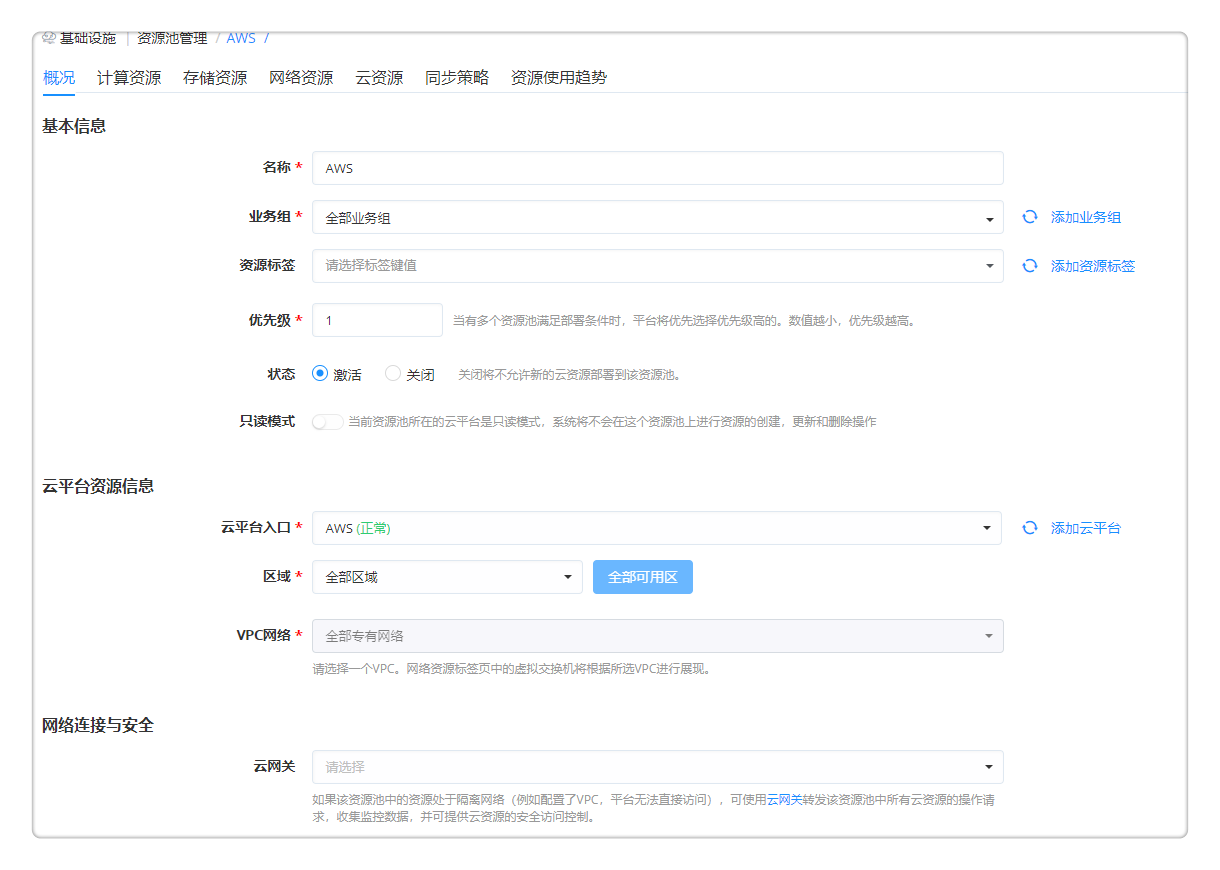 基础设施 | 资源池管理 / AWS /
概况 计算资源 存储资源 网络资源 云资源 同步策略 资源使用趋势
基本信息
名称 * AWS
业务组 * 全部业务组 添加业务组
资源标签 请选择标签键值 添加资源标签
优先级 * 1 当有多个资源池满足部署条件时，平台将优先选择优先级高的。数值越小，优先级越高。
状态 激活 关闭 关闭将不允许新的云资源部署到该资源池。
只读模式 当前资源池所在的云平台是只读模式，系统将不会在这个资源池上进行资源的创建，更新和删除操作
云平台资源信息
云平台入口 * AWS (正常) 添加云平台
区域 * 全部区域 全部可用区
VPC网络 * 全部专有网络
请选择一个VPC。网络资源标签页中的虚拟交换机将根据所选VPC进行展现。
网络连接与安全
云网关 请选择
如果该资源池中的资源处于隔离网络（例如配置了VPC，平台无法直接访问），可使用云网关转发该资源池中所有云资源的操作请
求，收集监控数据，并可提供云资源的安全访问控制。